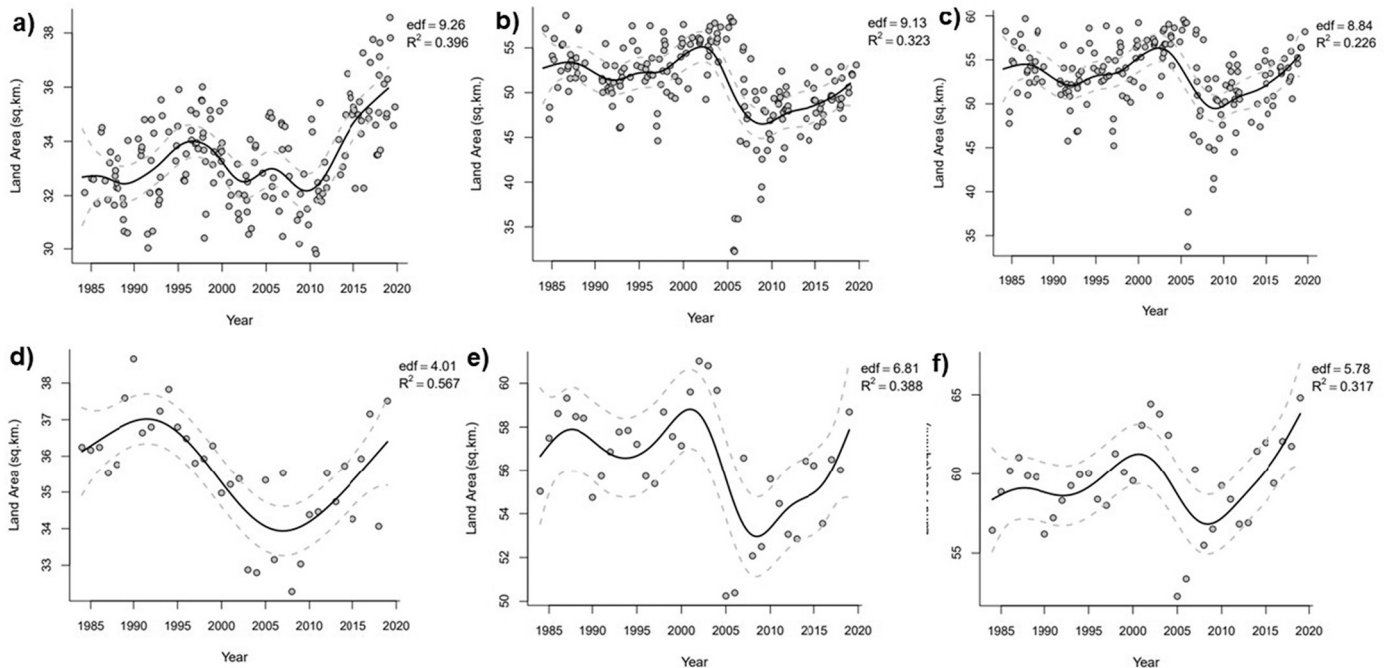 a)
edf = 9.26
R² = 0.396
38
36
34
32
30
Land Area (sq.km.)
1985 1990 1995 2000 2005 2010 2015 2020
Year
b)
edf = 9.13
R² = 0.323
55
50
45
40
35
Land Area (sq.km.)
1985 1990 1995 2000 2005 2010 2015 2020
Year
c)
edf = 8.84
R² = 0.226
60
55
50
45
40
35
Land Area (sq.km.)
1985 1990 1995 2000 2005 2010 2015 2020
Year
d)
edf = 4.01
R² = 0.567
38
37
36
35
34
33
Land Area (sq.km.)
1985 1990 1995 2000 2005 2010 2015 2020
Year
e)
edf = 6.81
R² = 0.388
60
58
56
54
52
50
Land Area (sq.km.)
1985 1990 1995 2000 2005 2010 2015 2020
Year
f)
edf = 5.78
R² = 0.317
65
60
55
1985 1990 1995 2000 2005 2010 2015 2020
Year